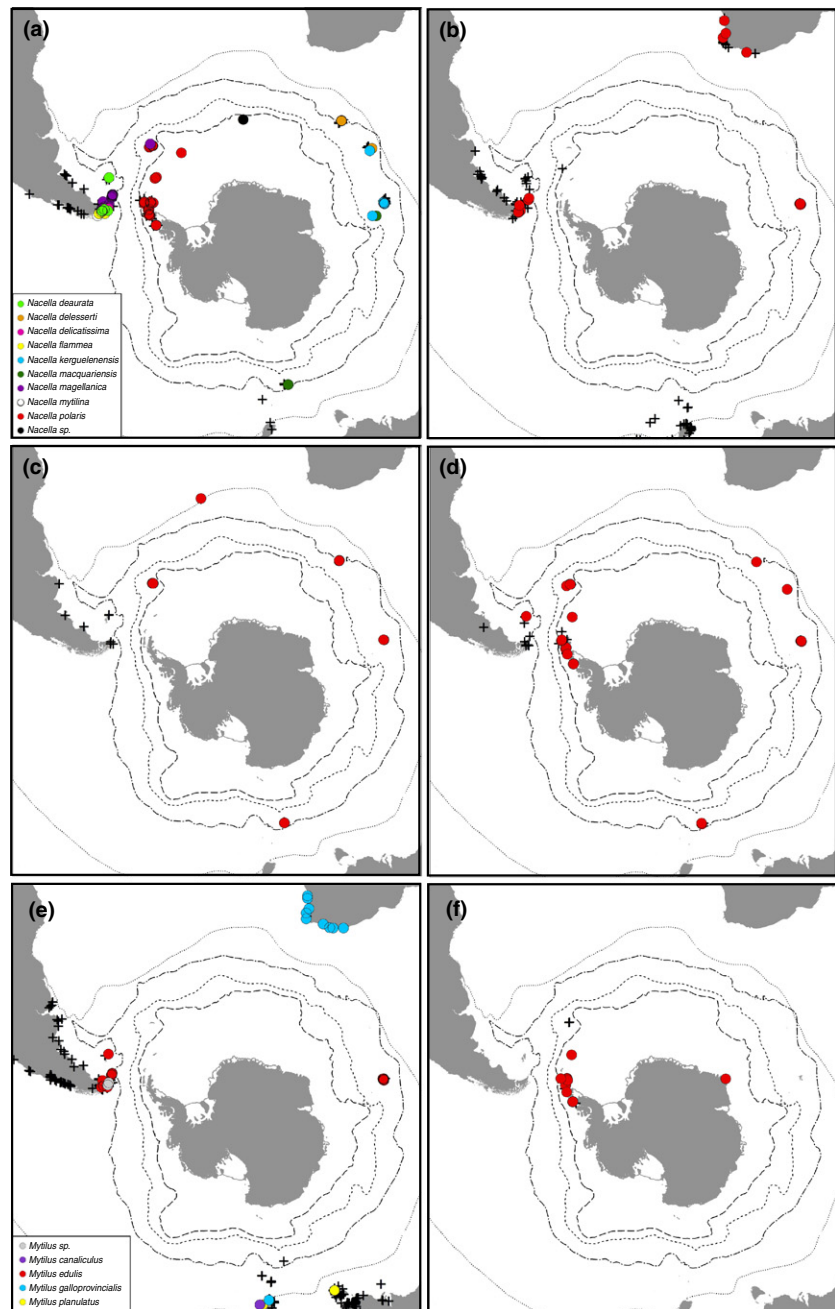 (a)
(b)
Nacella deaurata
Nacella delesserti
Nacella delicatissima
Nacella flammea
Nacella kerguelenensis
Nacella macquariensis
Nacella magellanica
Nacella mytilina
Nacella polaris
Nacella sp.
(c)
(d)
(e)
(f)
Mytilus sp.
Mytilus canaliculus
Mytilus edulis
Mytilus galloprovincialis
Mytilus planulatus